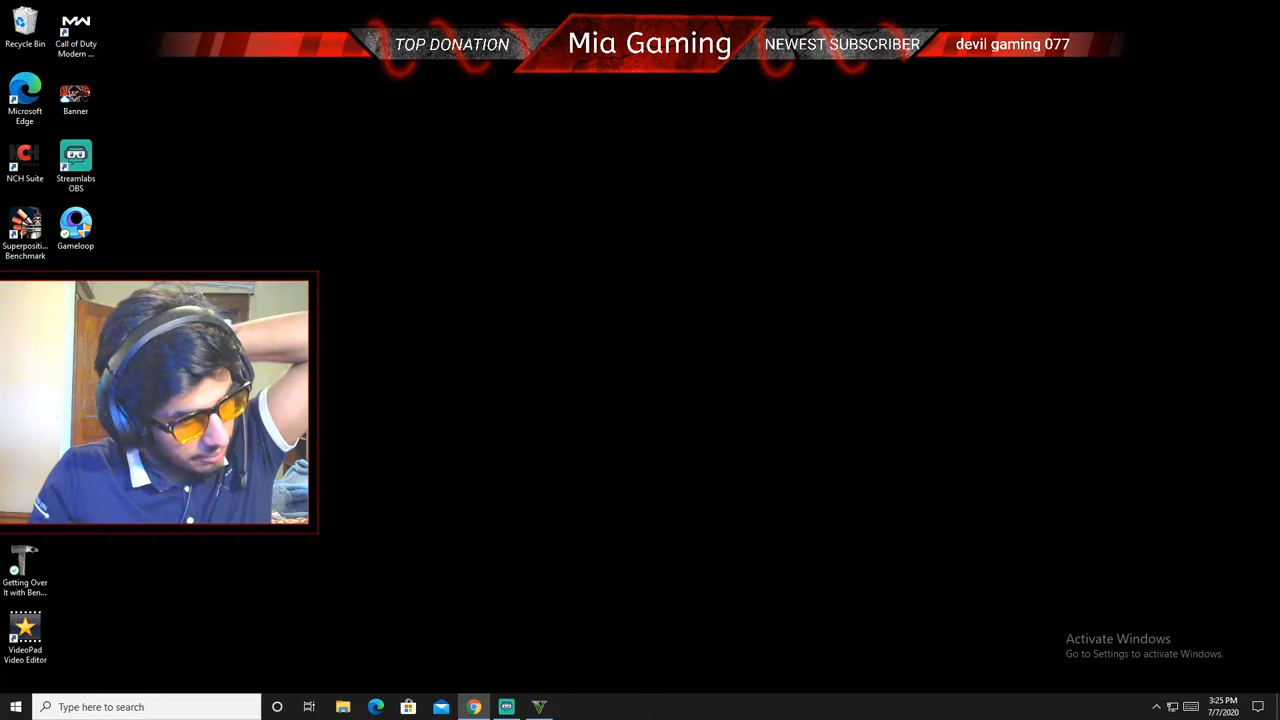 TOP DONATION
Mia Gaming
NEWEST SUBSCRIBER
devil gaming 077
Recycle Bin
Call of Duty
Modern ...
Microsoft
Edge
Banner
NCH Suite
Streamlabs
OBS
Superpositi...
Benchmark
Gameloop
Getting Over
It with Ben...
VideoPad
Video Editor
Activate Windows
Go to Settings to activate Windows.
Type here to search
3:25 PM
7/7/2020